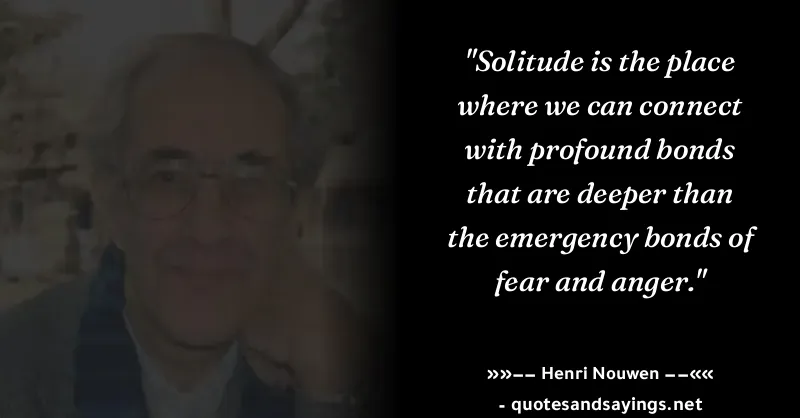 "Solitude is the place
where we can connect
with profound bonds
that are deeper than
the emergency bonds of
fear and anger."
»»−− Henri Nouwen −−««
- quotesandsayings.net